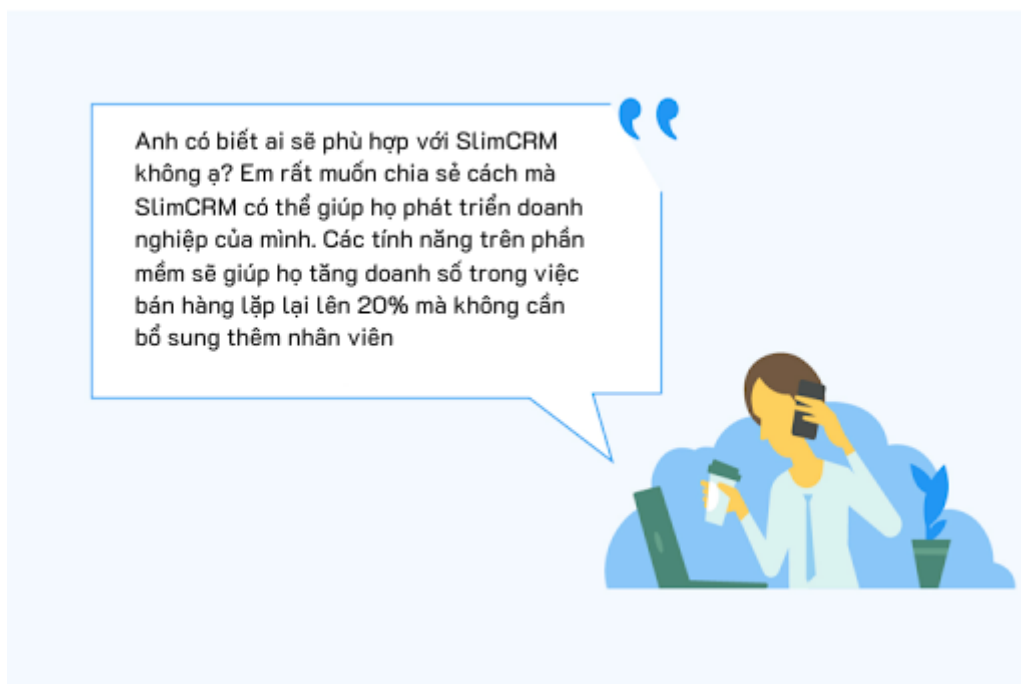 Anh có biết ai sẽ phù hợp với SlimCRM
không ạ? Em rất muốn chia sẻ cách mà
SlimCRM có thể giúp họ phát triển doanh
nghiệp của mình. Các tính năng trên phần
mềm sẽ giúp họ tăng doanh số trong việc
bán hàng lặp lại lên 20% mà không cần
bổ sung thêm nhân viên